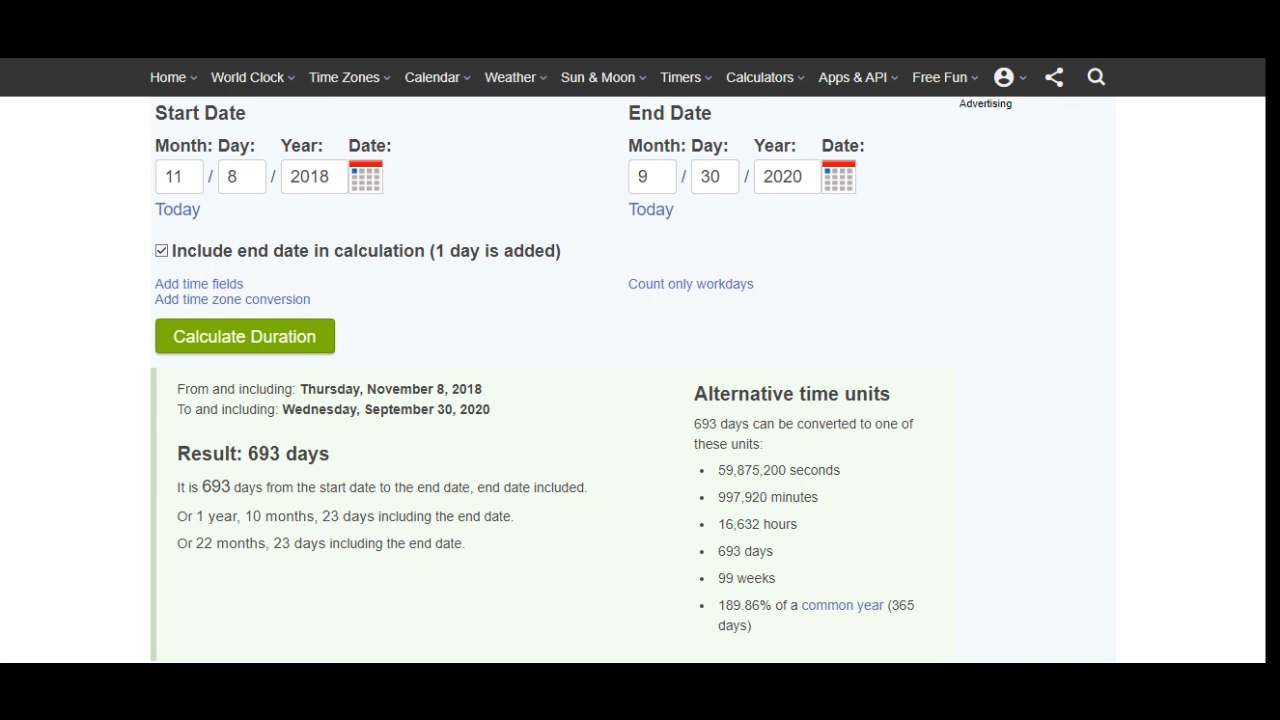 Home World Clock Time Zones Calendar Weather Sun & Moon Timers Calculators Apps & API Free Fun
Advertising
Start Date
Month: Day: Year: Date:
11 / 8 / 2018
Today
End Date
Month: Day: Year: Date:
9 / 30 / 2020
Today
Include end date in calculation (1 day is added)
Add time fields
Add time zone conversion
Count only workdays
Calculate Duration
From and including: Thursday, November 8, 2018
To and including: Wednesday, September 30, 2020
Result: 693 days
It is 693 days from the start date to the end date, end date included.
Or 1 year, 10 months, 23 days including the end date.
Or 22 months, 23 days including the end date.
Alternative time units
693 days can be converted to one of
these units:
• 59,875,200 seconds
• 997,920 minutes
• 16,632 hours
• 693 days
• 99 weeks
• 189.86% of a common year (365
days)